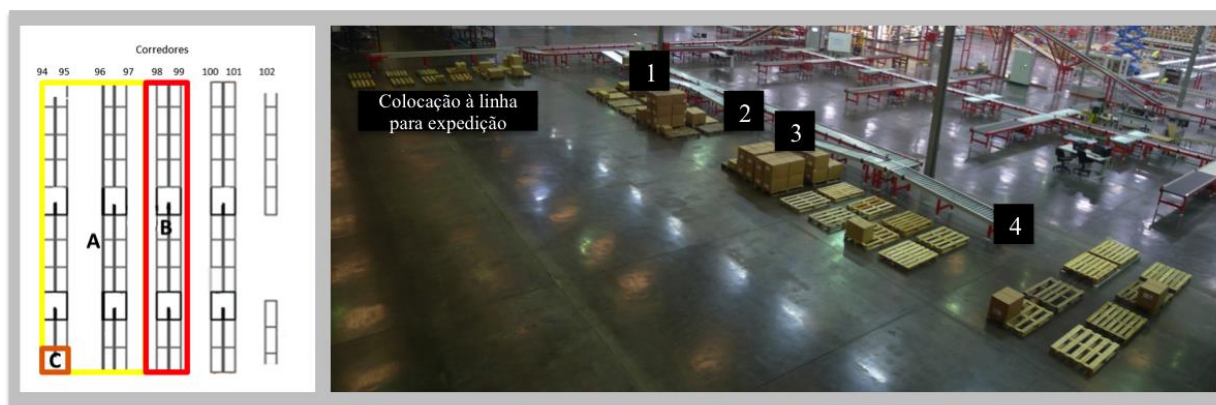 Corredores
94 95 96 97 98 99 100 101 102
A
B
C
1
2
3
4
Colocação à linha
para expedição